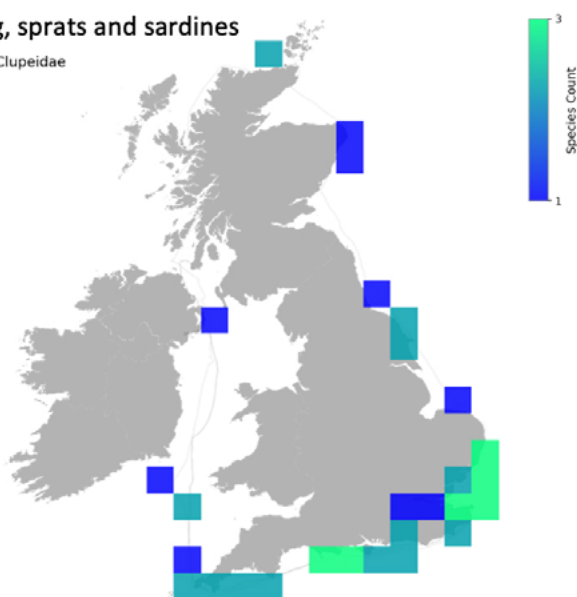 , sprats and sardines
Clupeidae
3
Species Count
1